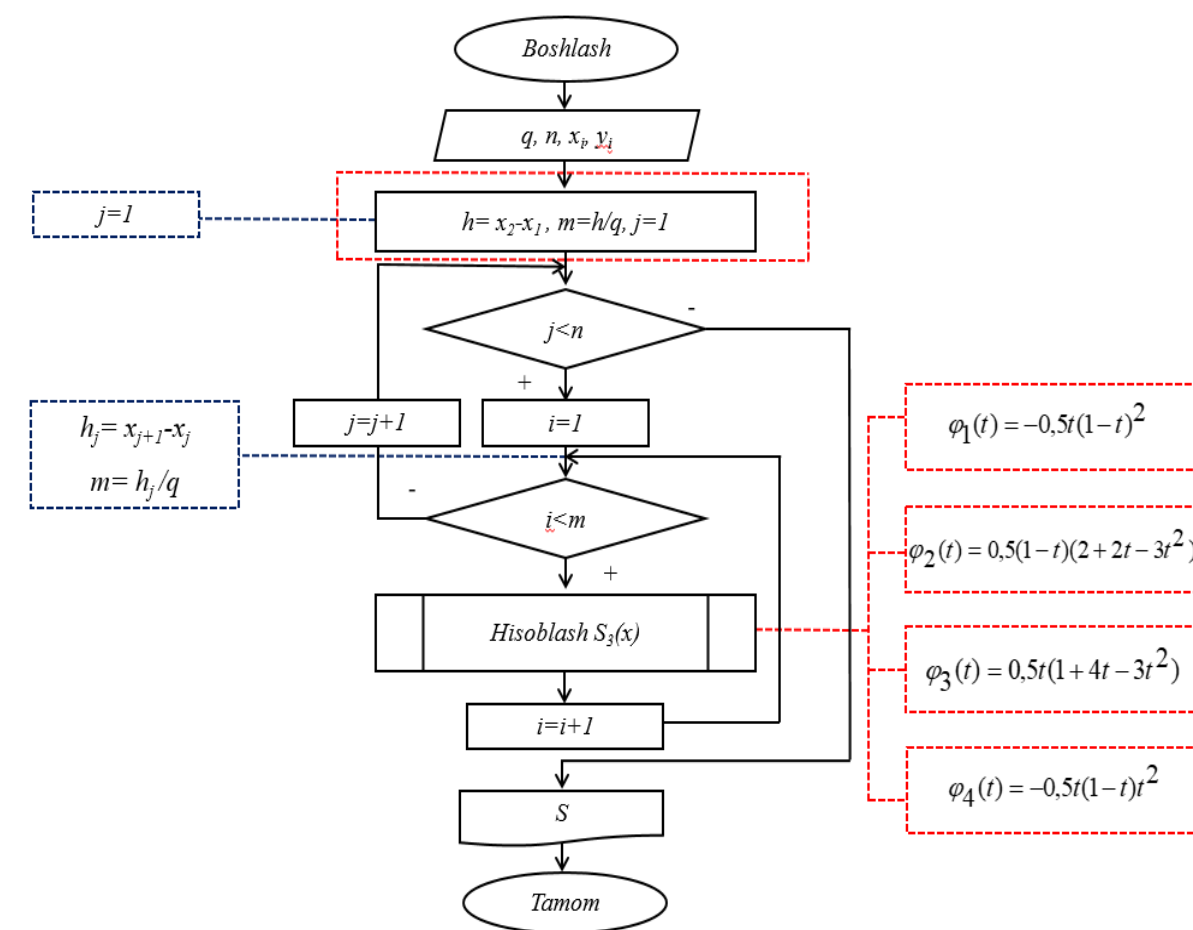 Boshlash
q, n, xᵢ, yᵢ
j=1
h= x₂-x₁ , m=h/q, j=1
j<n
-
+
j=j+1
i=1
hⱼ= xⱼ₊₁-xⱼ
m= hⱼ/q
-
i<m
+
Hisoblash S₃(x)
i=i+1
S
Tamom
φ₁(t) = −0,5t(1−t)²
φ₂(t) = 0,5(1−t)(2+2t−3t²)
φ₃(t) = 0,5t(1+4t−3t²)
φ₄(t) = −0,5t(1−t)t²